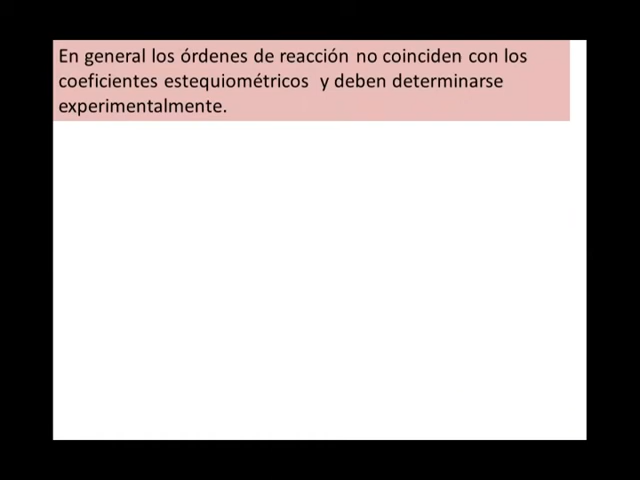 En general los órdenes de reacción no coinciden con los
coeficientes estequiométricos  y deben determinarse
experimentalmente.